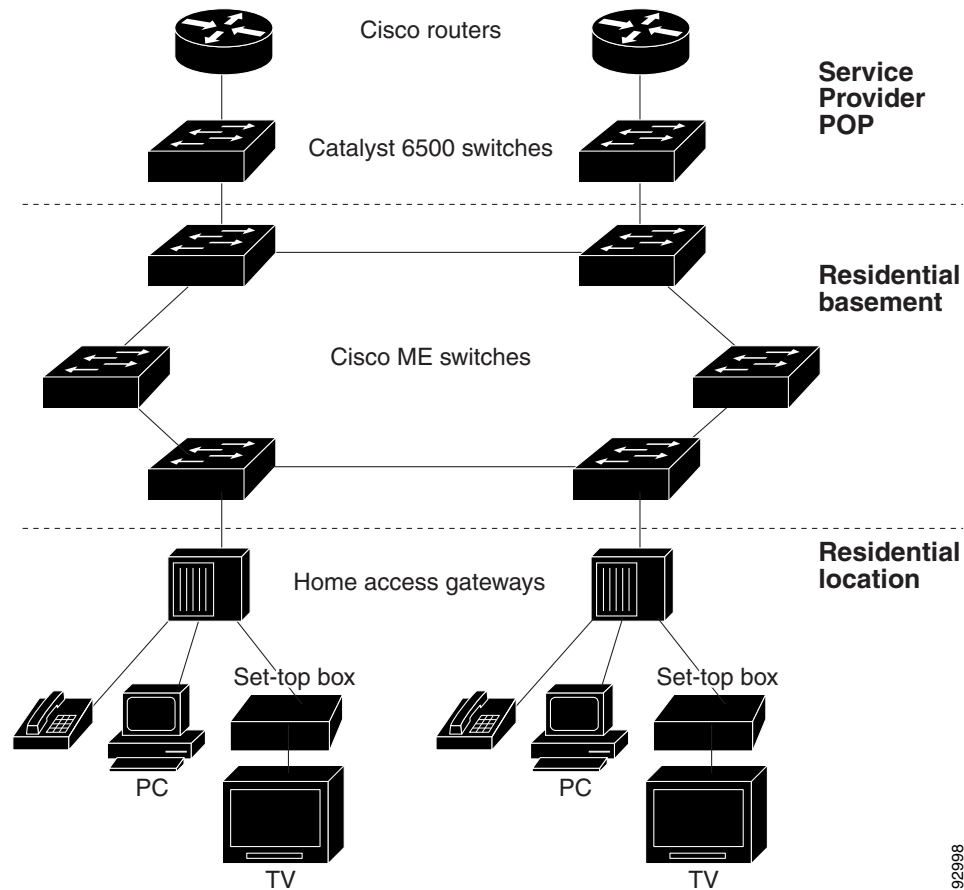 Cisco routers
Service
Provider
POP
Catalyst 6500 switches
Residential
basement
Cisco ME switches
Residential
location
Home access gateways
Set-top box
Set-top box
PC
PC
TV
TV
92998